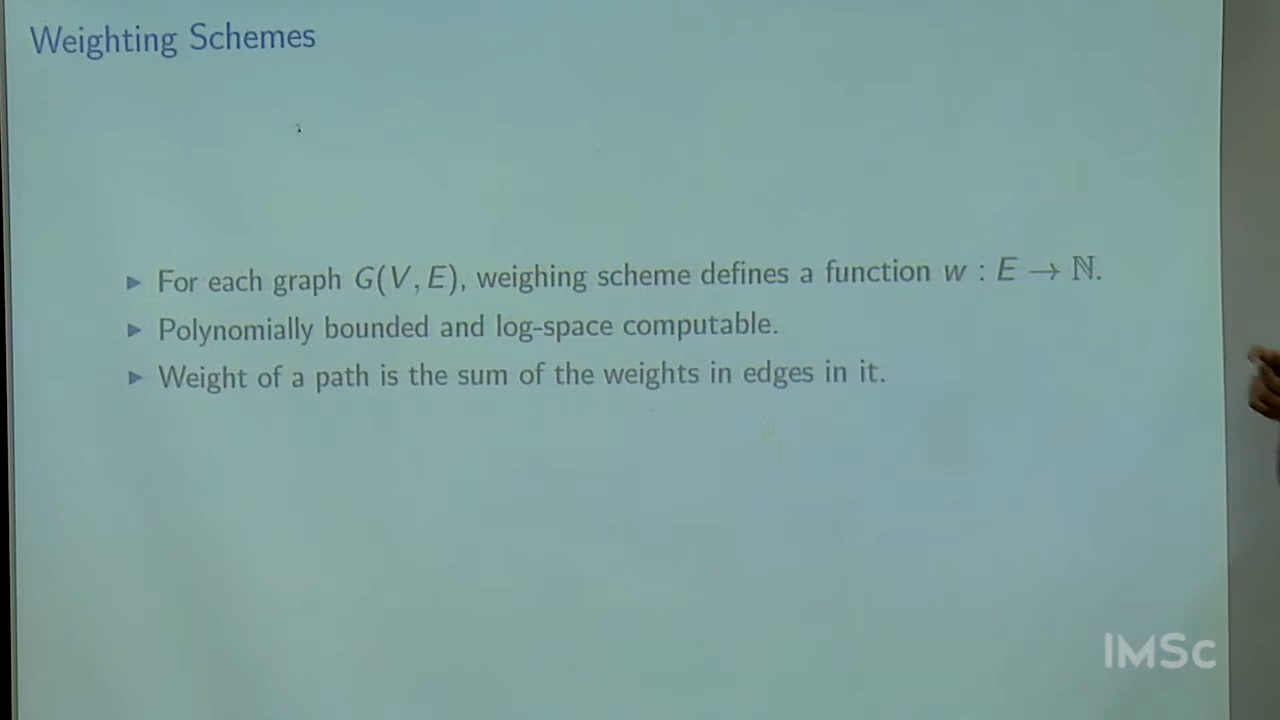 Weighting Schemes
▶ For each graph G(V, E), weighing scheme defines a function w : E → ℕ.
▶ Polynomially bounded and log-space computable.
▶ Weight of a path is the sum of the weights in edges in it.
IMSc